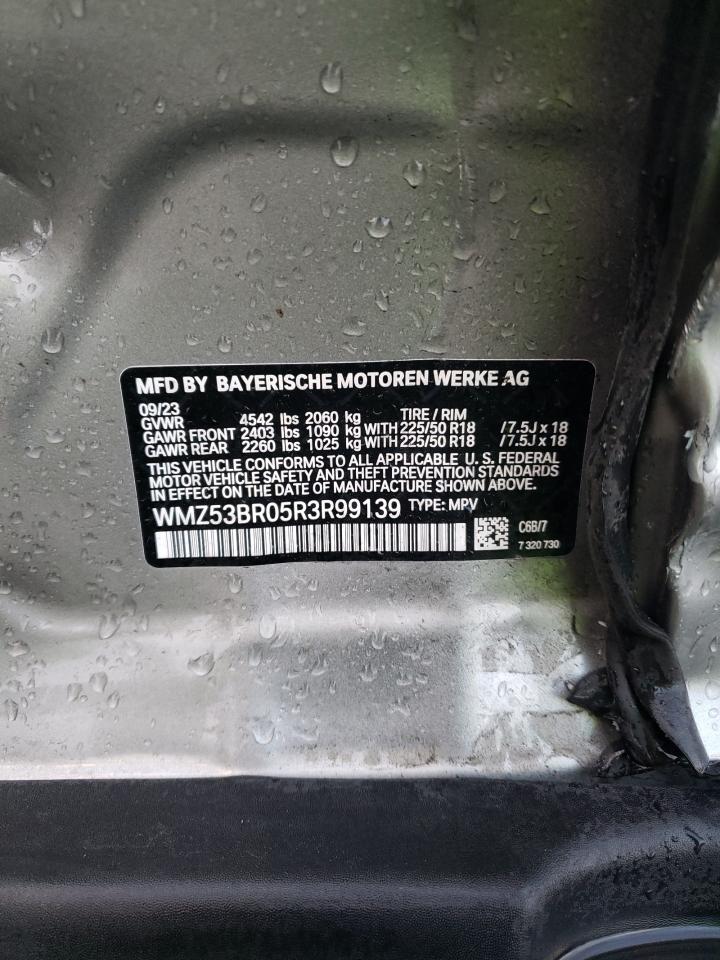 MFD BY BAYERISCHE MOTOREN WERKE AG
09/23
GVWR 4542 lbs 2060 kg TIRE / RIM
GAWR FRONT 2403 lbs 1090 kg WITH 225/50 R18 / 7.5J x 18
GAWR REAR 2260 lbs 1025 kg WITH 225/50 R18 / 7.5J x 18
THIS VEHICLE CONFORMS TO ALL APPLICABLE U.S. FEDERAL
MOTOR VEHICLE SAFETY AND THEFT PREVENTION STANDARDS
IN EFFECT ON THE DATE OF MANUFACTURE SHOWN ABOVE.
WMZ53BR05R3R99139 TYPE: MPV
C6B/7
7 320 730